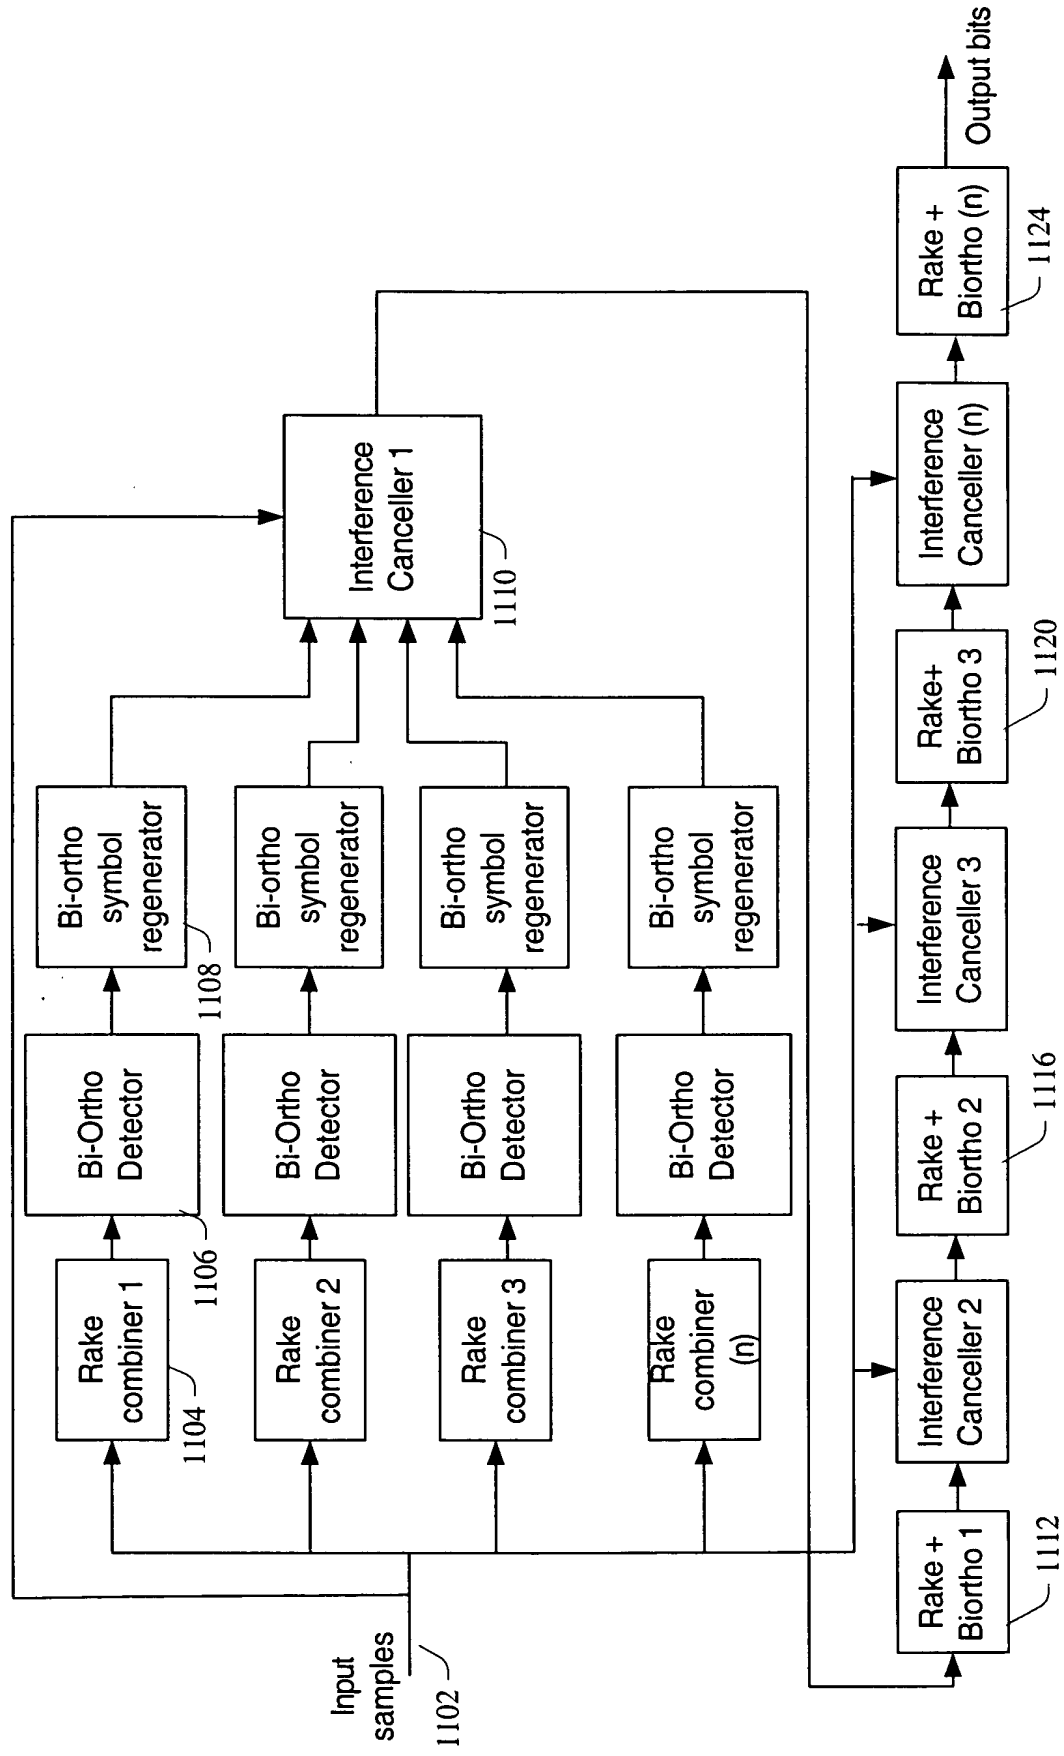 Input
samples
1102
Rake
combiner 1
1104
Bi-Ortho
Detector
1106
Bi-ortho
symbol
regenerator
1108
Rake
combiner 2
Bi-Ortho
Detector
Bi-ortho
symbol
regenerator
Rake
combiner 3
Bi-Ortho
Detector
Bi-ortho
symbol
regenerator
Rake
combiner
(n)
Bi-Ortho
Detector
Bi-ortho
symbol
regenerator
Interference
Canceller 1
1110
Rake +
Biortho 1
1112
Interference
Canceller 2
Rake +
Biortho 2
1116
Interference
Canceller 3
Rake+
Biortho 3
1120
Interference
Canceller (n)
Rake +
Biortho (n)
1124
Output bits